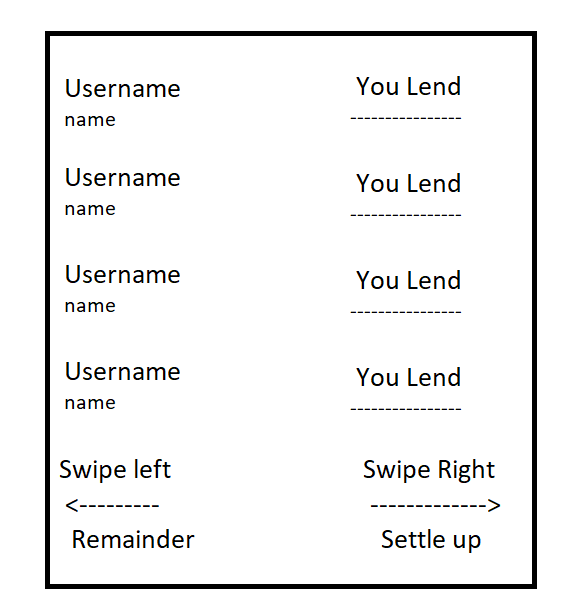 Username You Lend
name ----------------
Username You Lend
name ----------------
Username You Lend
name ----------------
Username You Lend
name ----------------
Swipe left Swipe Right
<--------- ------------->
Remainder Settle up